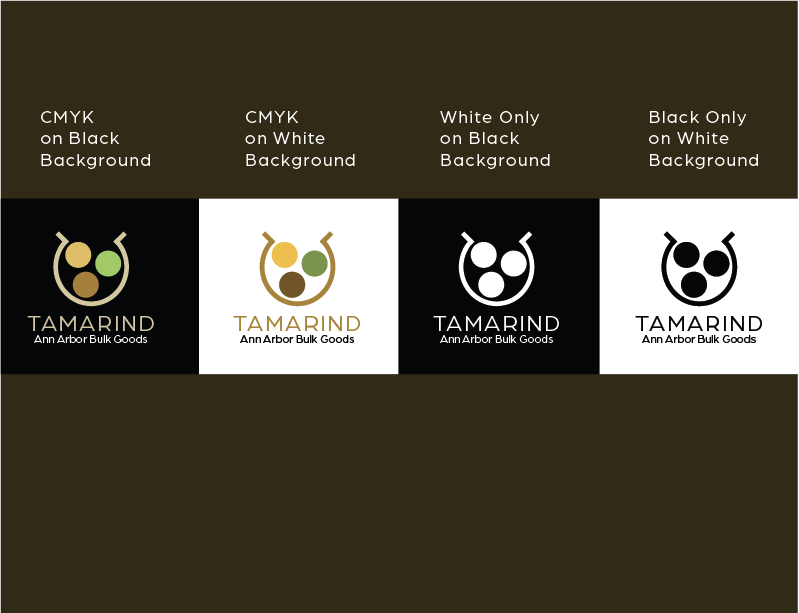 CMYK
on Black
Background
CMYK
on White
Background
White Only
on Black
Background
Black Only
on White
Background
TAMARIND
Ann Arbor Bulk Goods
TAMARIND
Ann Arbor Bulk Goods
TAMARIND
Ann Arbor Bulk Goods
TAMARIND
Ann Arbor Bulk Goods